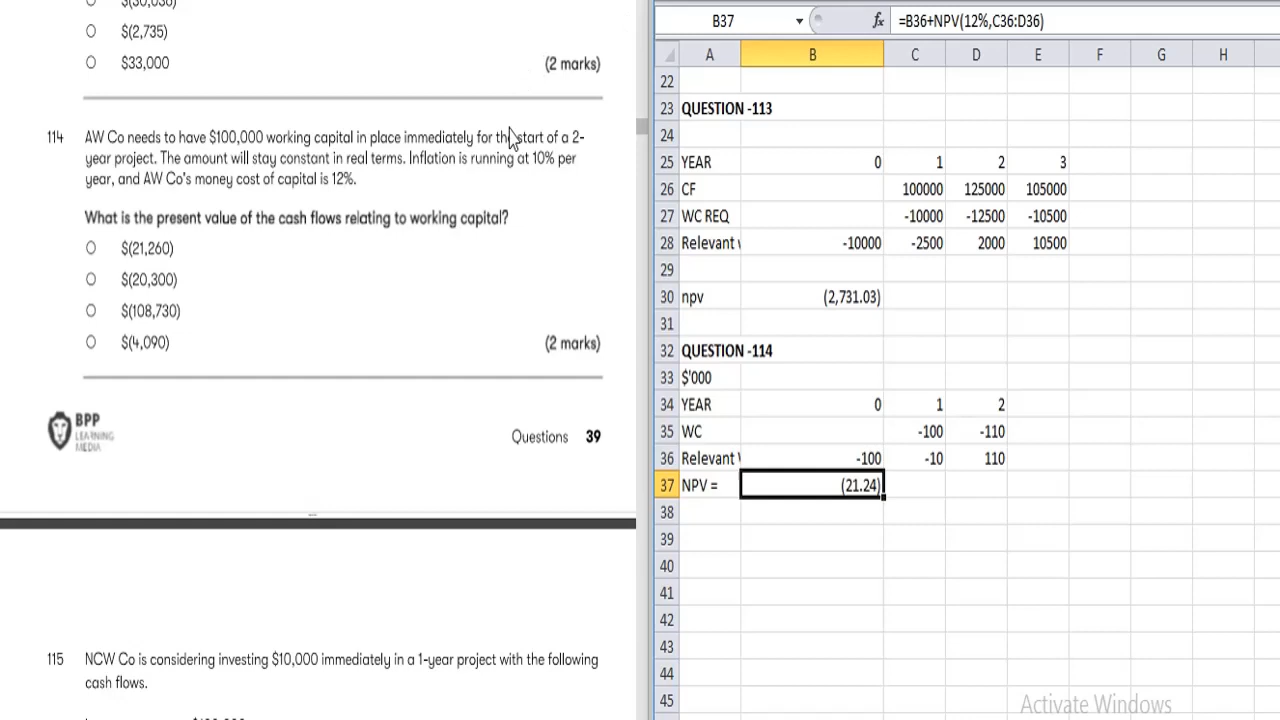 $(2,735)
$33,000 (2 marks)
114 AW Co needs to have $100,000 working capital in place immediately for the start of a 2-
year project. The amount will stay constant in real terms. Inflation is running at 10% per
year, and AW Co's money cost of capital is 12%.
What is the present value of the cash flows relating to working capital?
$(21,260)
$(20,300)
$(108,730)
$(4,090) (2 marks)
BPP
LEARNING
MEDIA
Questions 39
115 NCW Co is considering investing $10,000 immediately in a 1-year project with the following
cash flows.
B37 fx =B36+NPV(12%,C36:D36)
A B C D E F G H
22
23 QUESTION -113
24
25 YEAR 0 1 2 3
26 CF 100000 125000 105000
27 WC REQ -10000 -12500 -10500
28 Relevant -10000 -2500 2000 10500
29
30 npv (2,731.03)
31
32 QUESTION -114
33 $'000
34 YEAR 0 1 2
35 WC -100 -110
36 Relevant -100 -10 110
37 NPV = (21.24)
38
39
40
41
42
43
44
45
Activate Windows